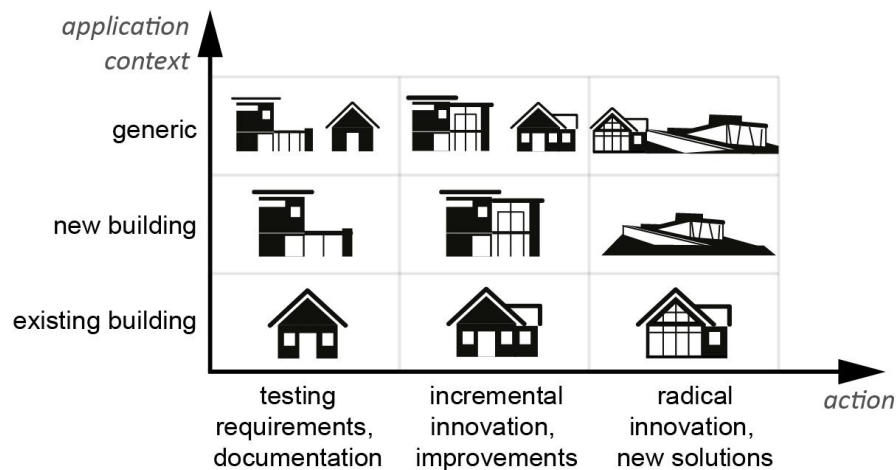 application
context
generic
new building
existing building
testing
requirements,
documentation
incremental
innovation,
improvements
radical
innovation,
new solutions
action